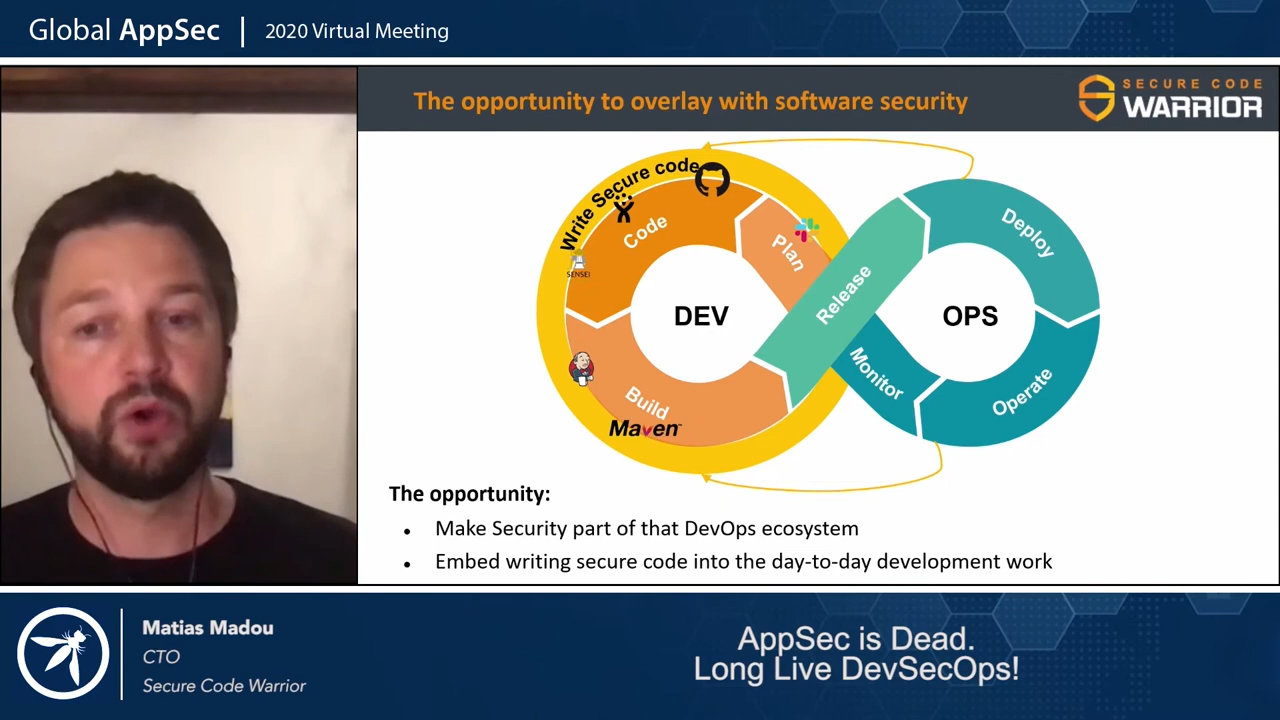 Global AppSec | 2020 Virtual Meeting
The opportunity to overlay with software security
SECURE CODE
WARRIOR
Write Secure code
Code
Plan
SENSEI
DEV
Release
OPS
Deploy
Build
Maven™
Monitor
Operate
The opportunity:
• Make Security part of that DevOps ecosystem
• Embed writing secure code into the day-to-day development work
Matias Madou
CTO
Secure Code Warrior
AppSec is Dead.
Long Live DevSecOps!